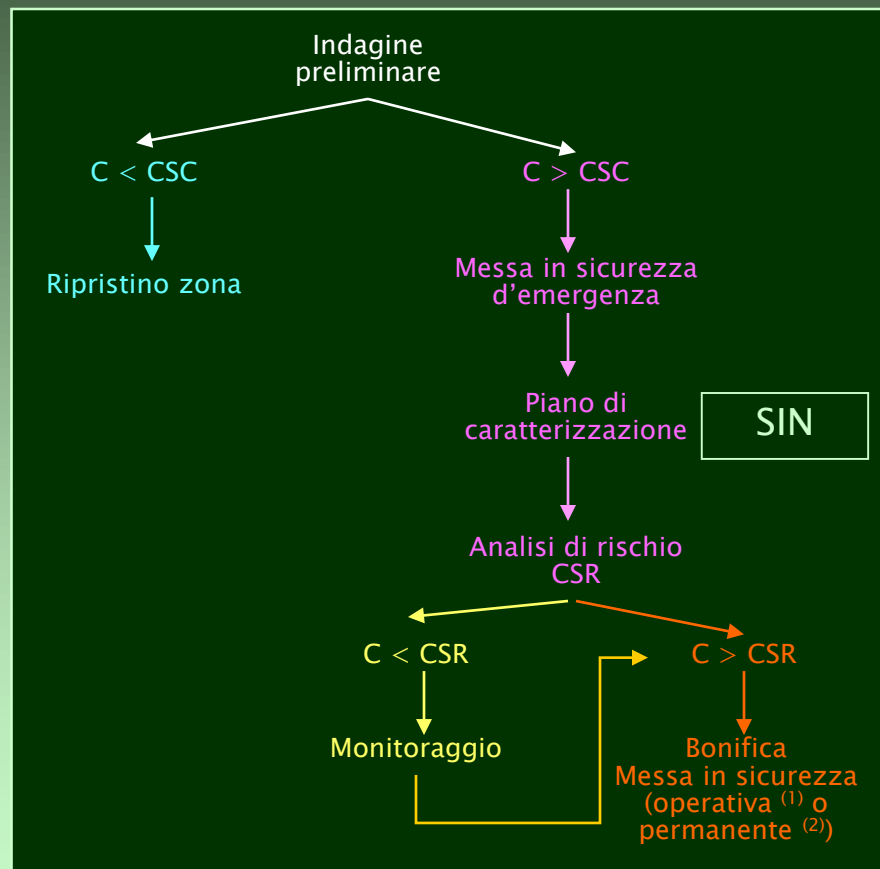 Indagine
preliminare
C < CSC
C > CSC
Ripristino zona
Messa in sicurezza
d’emergenza
Piano di
caratterizzazione
SIN
Analisi di rischio
CSR
C < CSR
C > CSR
Monitoraggio
Bonifica
Messa in sicurezza
(operativa (1) o
permanente (2))